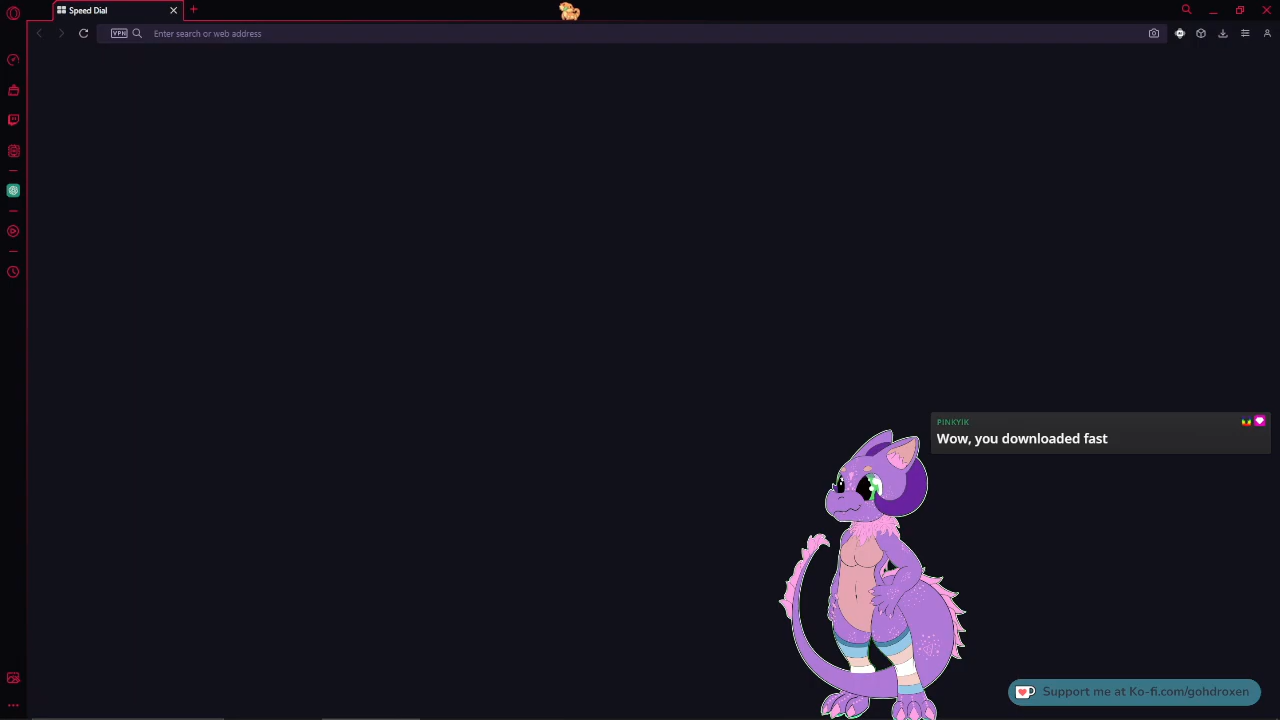 Speed Dial
VPN
Enter search or web address
PINKYIK
Wow, you downloaded fast
Support me at Ko-fi.com/gohdroxen